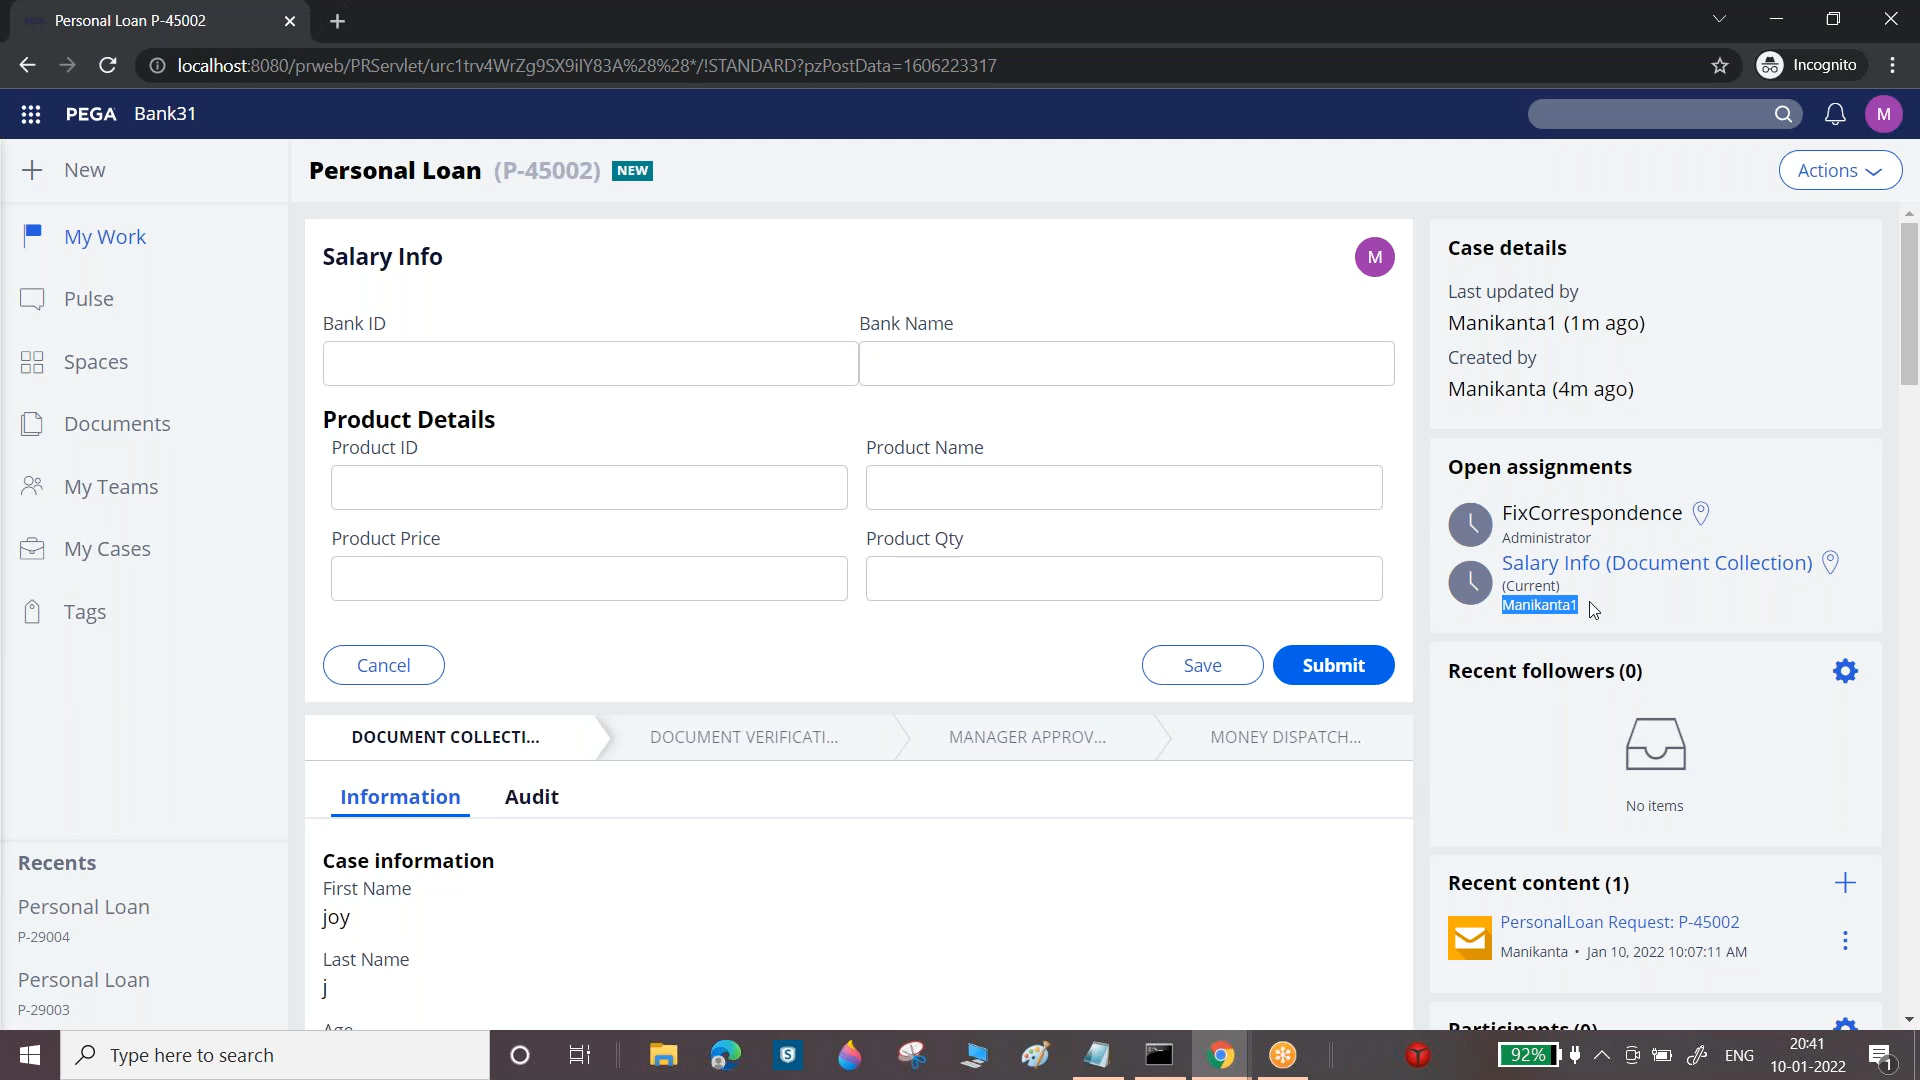 Personal Loan P-45002
localhost:8080/prweb/PRServlet/urc1trv4WrZg9SX9iIY83A%28%28*/!STANDARD?pzPostData=1606223317
Incognito
PEGA Bank31
M
New
Personal Loan (P-45002) NEW
Actions
My Work
Pulse
Spaces
Documents
My Teams
My Cases
Tags
Recents
Personal Loan
P-29004
Personal Loan
P-29003
Salary Info
M
Bank ID
Bank Name
Product Details
Product ID
Product Name
Product Price
Product Qty
Cancel
Save
Submit
DOCUMENT COLLECTI...
DOCUMENT VERIFICATI...
MANAGER APPROV...
MONEY DISPATCH...
Information
Audit
Case information
First Name
joy
Last Name
j
Age
Case details
Last updated by
Manikanta1 (1m ago)
Created by
Manikanta (4m ago)
Open assignments
FixCorrespondence
Administrator
Salary Info (Document Collection)
(Current)
Manikanta1
Recent followers (0)
No items
Recent content (1)
PersonalLoan Request: P-45002
Manikanta • Jan 10, 2022 10:07:11 AM
Participants (0)
Type here to search
92%
ENG
20:41
10-01-2022
1